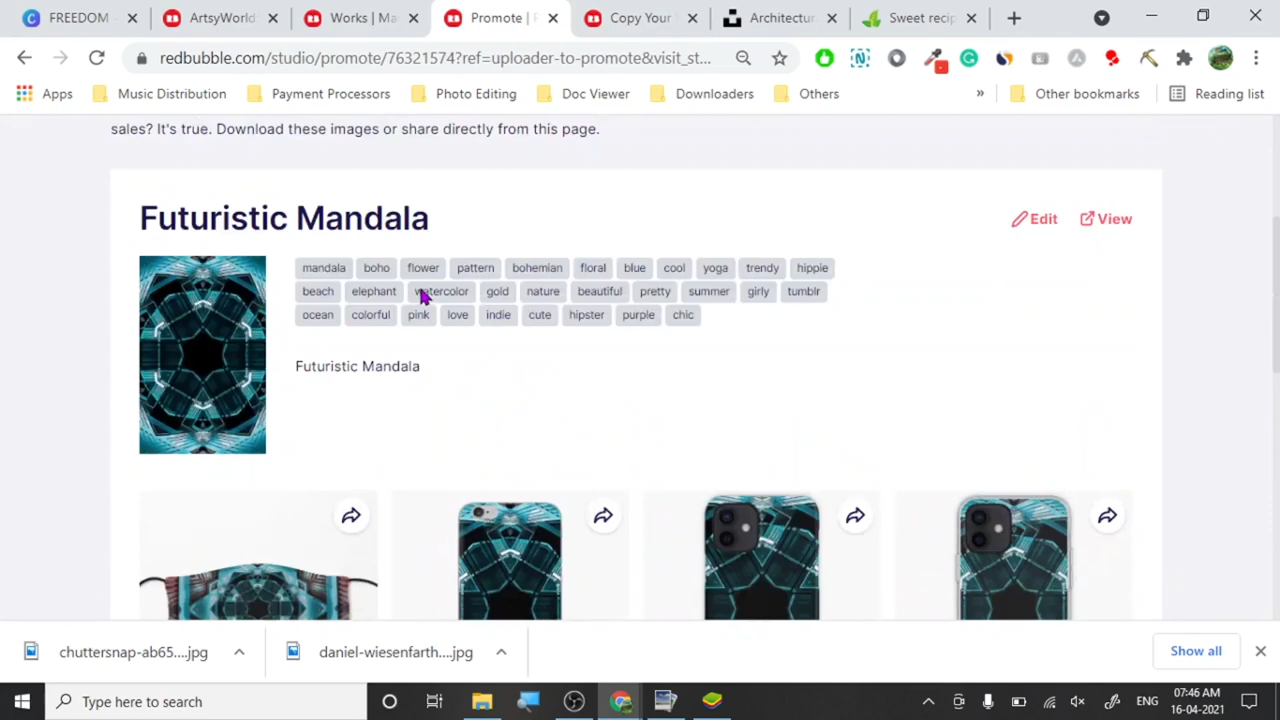 FREEDOM -
ArtsyWorld
Works | Ma
Promote | F
Copy Your
Architectur
Sweet recip
redbubble.com/studio/promote/76321574?ref=uploader-to-promote&visit_st...
Apps
Music Distribution
Payment Processors
Photo Editing
Doc Viewer
Downloaders
Others
»
Other bookmarks
Reading list
sales? It's true. Download these images or share directly from this page.
Futuristic Mandala
Edit
View
mandala boho flower pattern bohemian floral blue cool yoga trendy hippie
beach elephant watercolor gold nature beautiful pretty summer girly tumblr
ocean colorful pink love indie cute hipster purple chic
Futuristic Mandala
chuttersnap-ab65....jpg
daniel-wiesenfarth....jpg
Show all
Type here to search
ENG
07:46 AM
16-04-2021